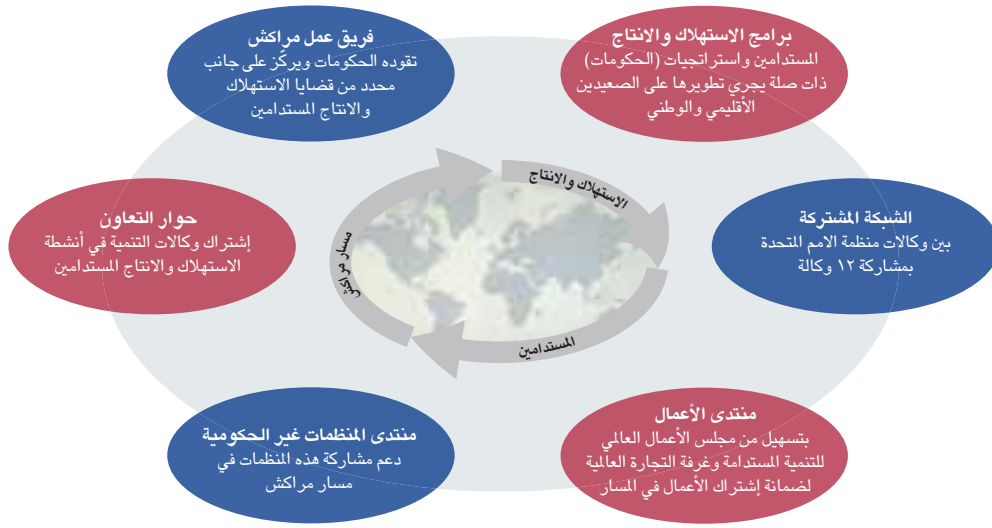 برامج الاستهلاك والانتاج
المستدامين واستراتجيات (الحكومات)
ذات صلة يجري تطويرها على الصعيدين
الأقليمي والوطني
فريق عمل مراكش
تقوده الحكومات ويركّز على جانب
محدد من قضايا الاستهلاك
والانتاج المستدامين
الاستهلاك والانتاج
المستدامين
مسار مراكش
الشبكة المشتركة
بين وكالات منظمة الامم المتحدة
بمشاركة ١٢ وكالة
حوار التعاون
إشتراك وكالات التنمية في أنشطة
الاستهلاك والانتاج المستدامين
منتدى الأعمال
بتسهيل من مجلس الأعمال العالمي
للتنمية المستدامة وغرفة التجارة العالمية
لضمانة إشتراك الأعمال في المسار
منتدى المنظمات غير الحكومية
دعم مشاركة هذه المنظمات في
مسار مراكش